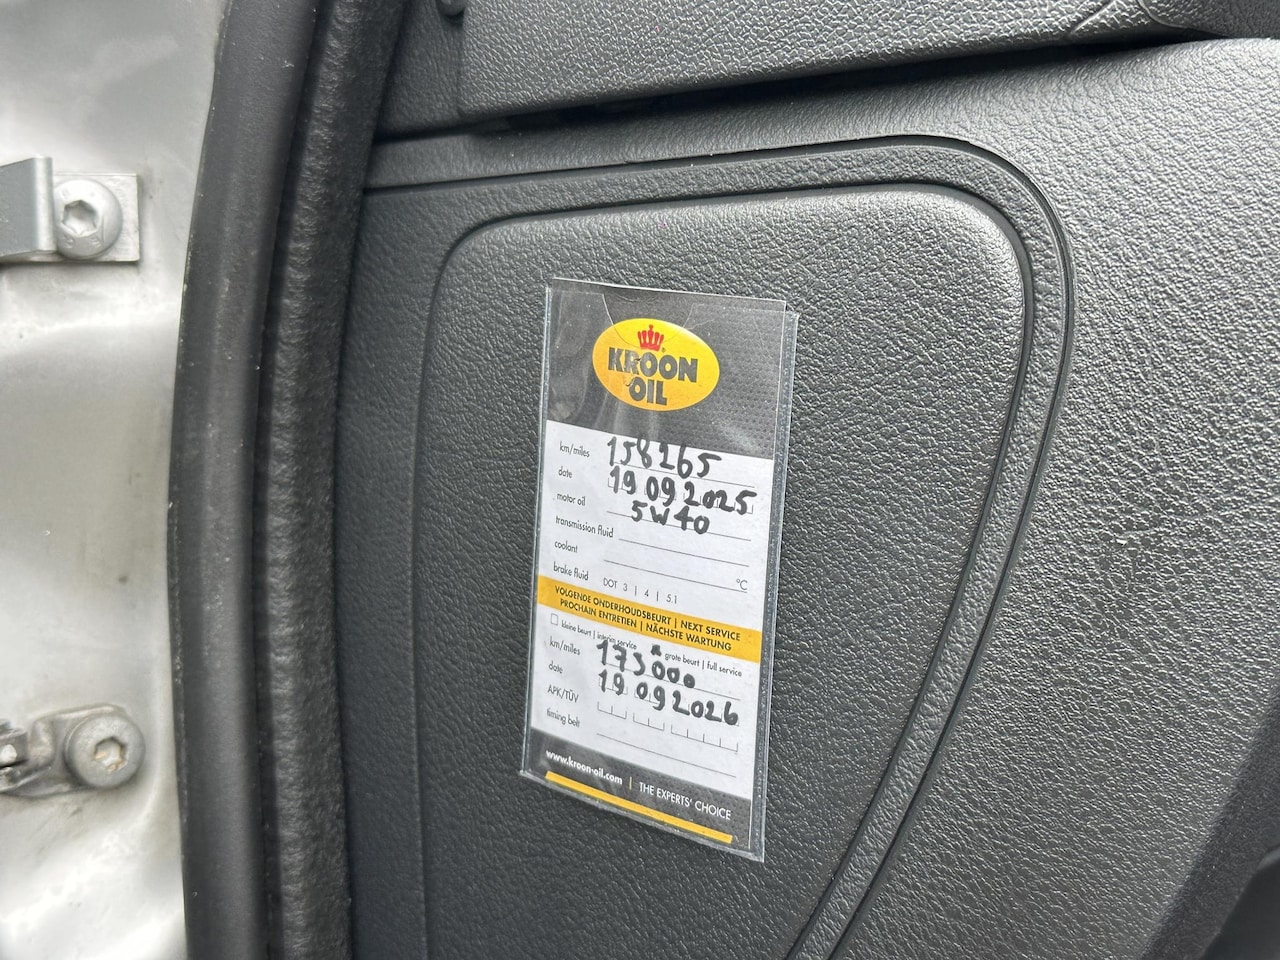 KROON
OIL
km/miles 158265
date 19 09 2025
motor oil 5W40
transmission fluid
coolant °C
brake fluid DOT 3 | 4 | 5.1
VOLGENDE ONDERHOUDSBEURT | NEXT SERVICE
PROCHAIN ENTRETIEN | NÄCHSTE WARTUNG
kleine beurt | interim service grote beurt | full service
km/miles 173000
date 19 09 2026
APK/TÜV
timing belt
www.kroon-oil.com | THE EXPERTS' CHOICE